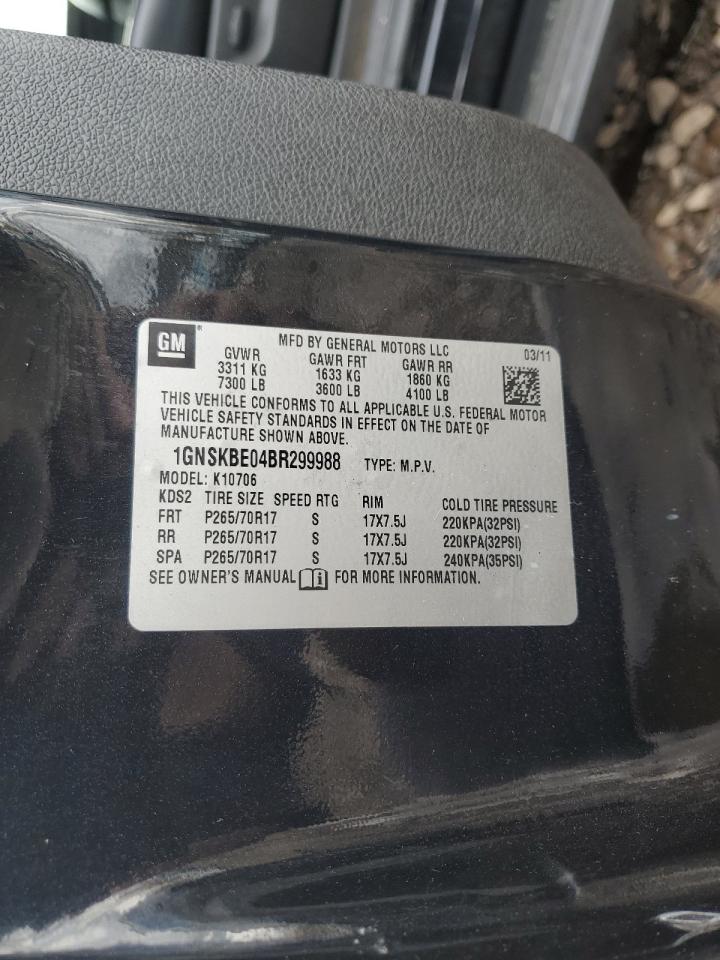 GM®
MFD BY GENERAL MOTORS LLC
03/11
GVWR GAWR FRT GAWR RR
3311 KG 1633 KG 1860 KG
7300 LB 3600 LB 4100 LB
THIS VEHICLE CONFORMS TO ALL APPLICABLE U.S. FEDERAL MOTOR
VEHICLE SAFETY STANDARDS IN EFFECT ON THE DATE OF
MANUFACTURE SHOWN ABOVE.
1GNSKBE04BR299988 TYPE: M.P.V.
MODEL: K10706
KDS2 TIRE SIZE SPEED RTG RIM COLD TIRE PRESSURE
FRT P265/70R17 S 17X7.5J 220KPA(32PSI)
RR P265/70R17 S 17X7.5J 220KPA(32PSI)
SPA P265/70R17 S 17X7.5J 240KPA(35PSI)
SEE OWNER'S MANUAL i FOR MORE INFORMATION.